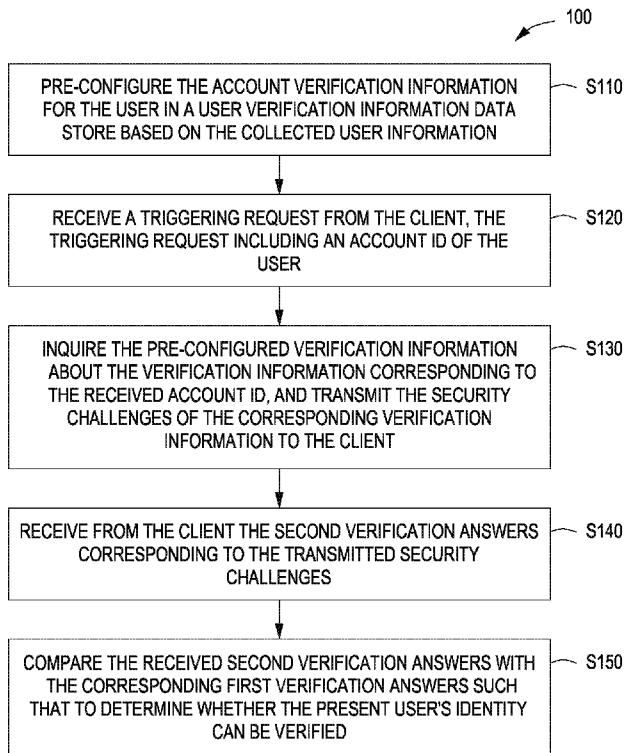 100
PRE-CONFIGURE THE ACCOUNT VERIFICATION INFORMATION
FOR THE USER IN A USER VERIFICATION INFORMATION DATA
STORE BASED ON THE COLLECTED USER INFORMATION
S110
RECEIVE A TRIGGERING REQUEST FROM THE CLIENT, THE
TRIGGERING REQUEST INCLUDING AN ACCOUNT ID OF THE
USER
S120
INQUIRE THE PRE-CONFIGURED VERIFICATION INFORMATION
ABOUT THE VERIFICATION INFORMATION CORRESPONDING TO
THE RECEIVED ACCOUNT ID, AND TRANSMIT THE SECURITY
CHALLENGES OF THE CORRESPONDING VERIFICATION
INFORMATION TO THE CLIENT
S130
RECEIVE FROM THE CLIENT THE SECOND VERIFICATION ANSWERS
CORRESPONDING TO THE TRANSMITTED SECURITY
CHALLENGES
S140
COMPARE THE RECEIVED SECOND VERIFICATION ANSWERS WITH
THE CORRESPONDING FIRST VERIFICATION ANSWERS SUCH
THAT TO DETERMINE WHETHER THE PRESENT USER'S IDENTITY
CAN BE VERIFIED
S150